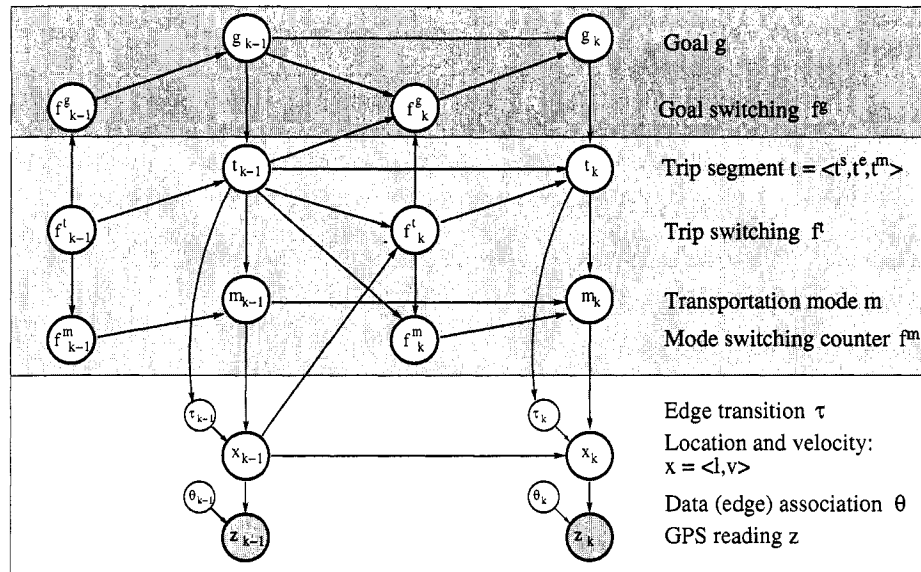 g k-1
g k
Goal g
f^g k-1
f^g k
Goal switching f^g
t k-1
t k
Trip segment t = <t^s,t^e,t^m>
f^t k-1
f^t k
Trip switching f^t
m k-1
m k
Transportation mode m
f^m k-1
f^m k
Mode switching counter f^m
τ k-1
τ k
Edge transition τ
x k-1
x k
Location and velocity:
x = <l,v>
θ k-1
θ k
Data (edge) association θ
z k-1
z k
GPS reading z